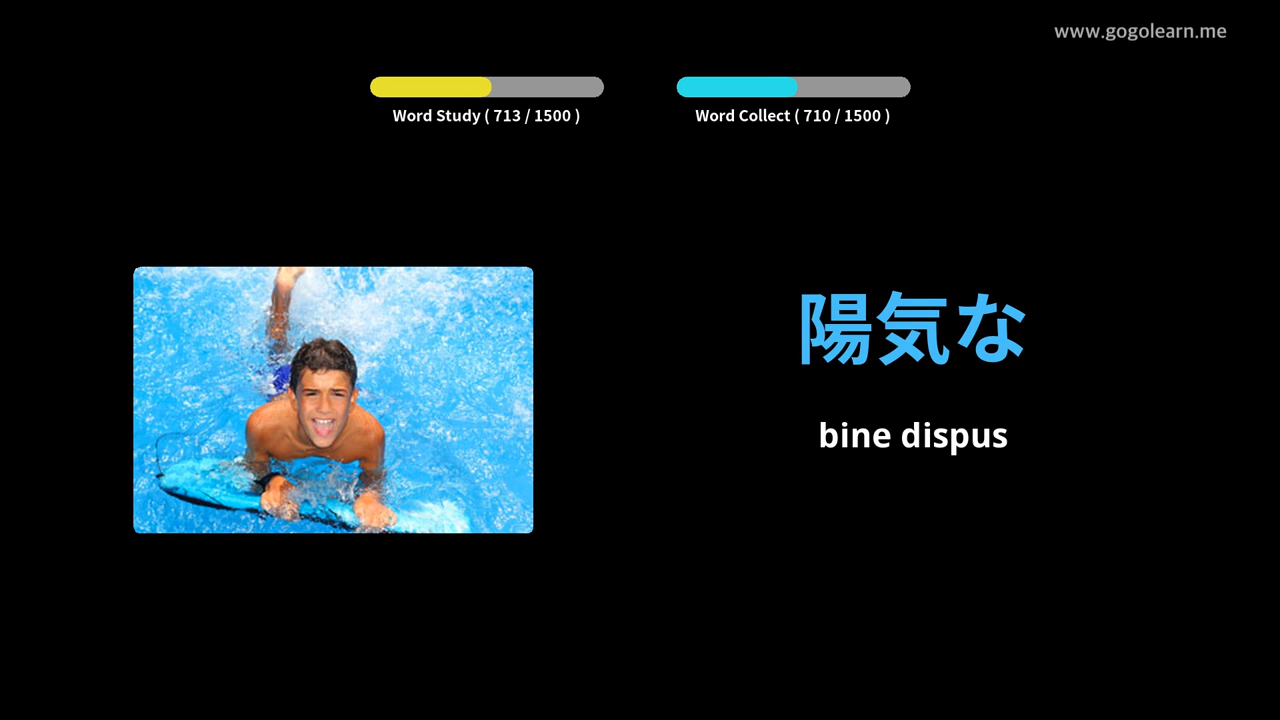 www.gogolearn.me
Word Study ( 713 / 1500 )
Word Collect ( 710 / 1500 )
陽気な
bine dispus